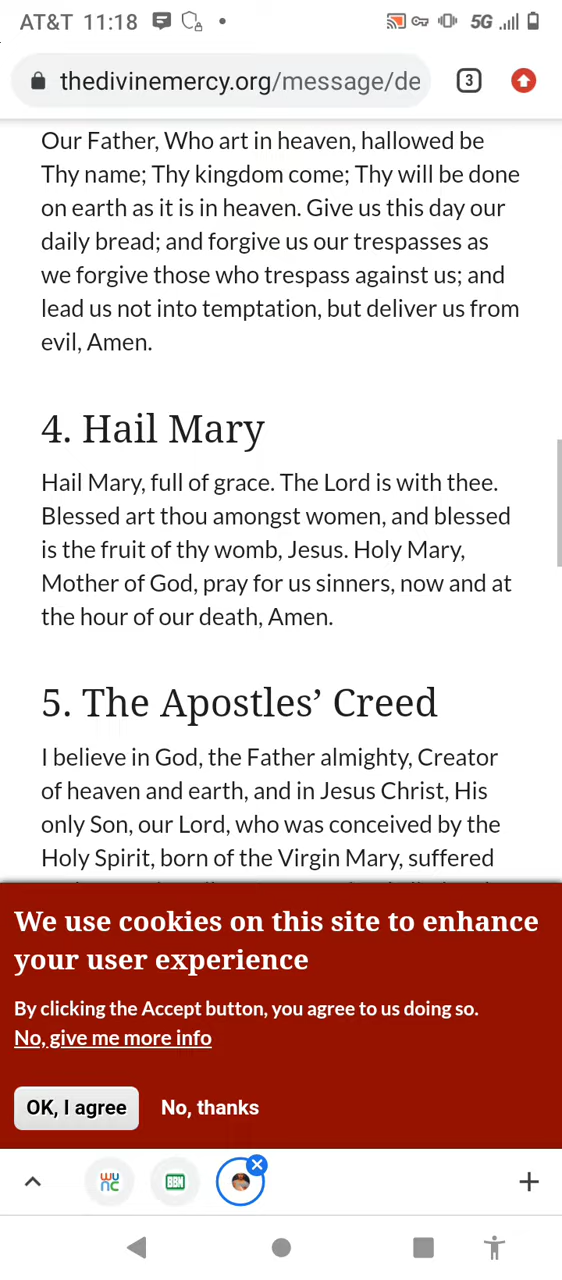 AT&T 11:18
5G
thedivinemercy.org/message/de
3
Our Father, Who art in heaven, hallowed be
Thy name; Thy kingdom come; Thy will be done
on earth as it is in heaven. Give us this day our
daily bread; and forgive us our trespasses as
we forgive those who trespass against us; and
lead us not into temptation, but deliver us from
evil, Amen.
4. Hail Mary
Hail Mary, full of grace. The Lord is with thee.
Blessed art thou amongst women, and blessed
is the fruit of thy womb, Jesus. Holy Mary,
Mother of God, pray for us sinners, now and at
the hour of our death, Amen.
5. The Apostles’ Creed
I believe in God, the Father almighty, Creator
of heaven and earth, and in Jesus Christ, His
only Son, our Lord, who was conceived by the
Holy Spirit, born of the Virgin Mary, suffered
We use cookies on this site to enhance
your user experience
By clicking the Accept button, you agree to us doing so.
No, give me more info
OK, I agree No, thanks
WUNC BBN